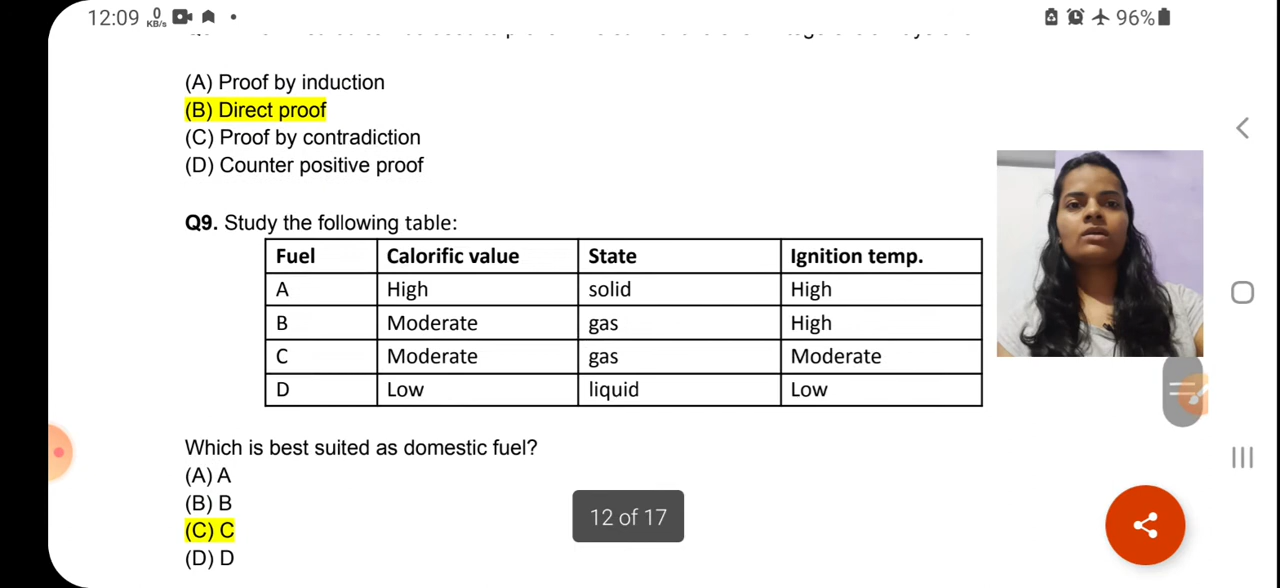 12:09 0 KB/s 96%
(A) Proof by induction
(B) Direct proof
(C) Proof by contradiction
(D) Counter positive proof
Q9. Study the following table:
Fuel Calorific value State Ignition temp.
A High solid High
B Moderate gas High
C Moderate gas Moderate
D Low liquid Low
Which is best suited as domestic fuel?
(A) A
(B) B
(C) C
(D) D
12 of 17